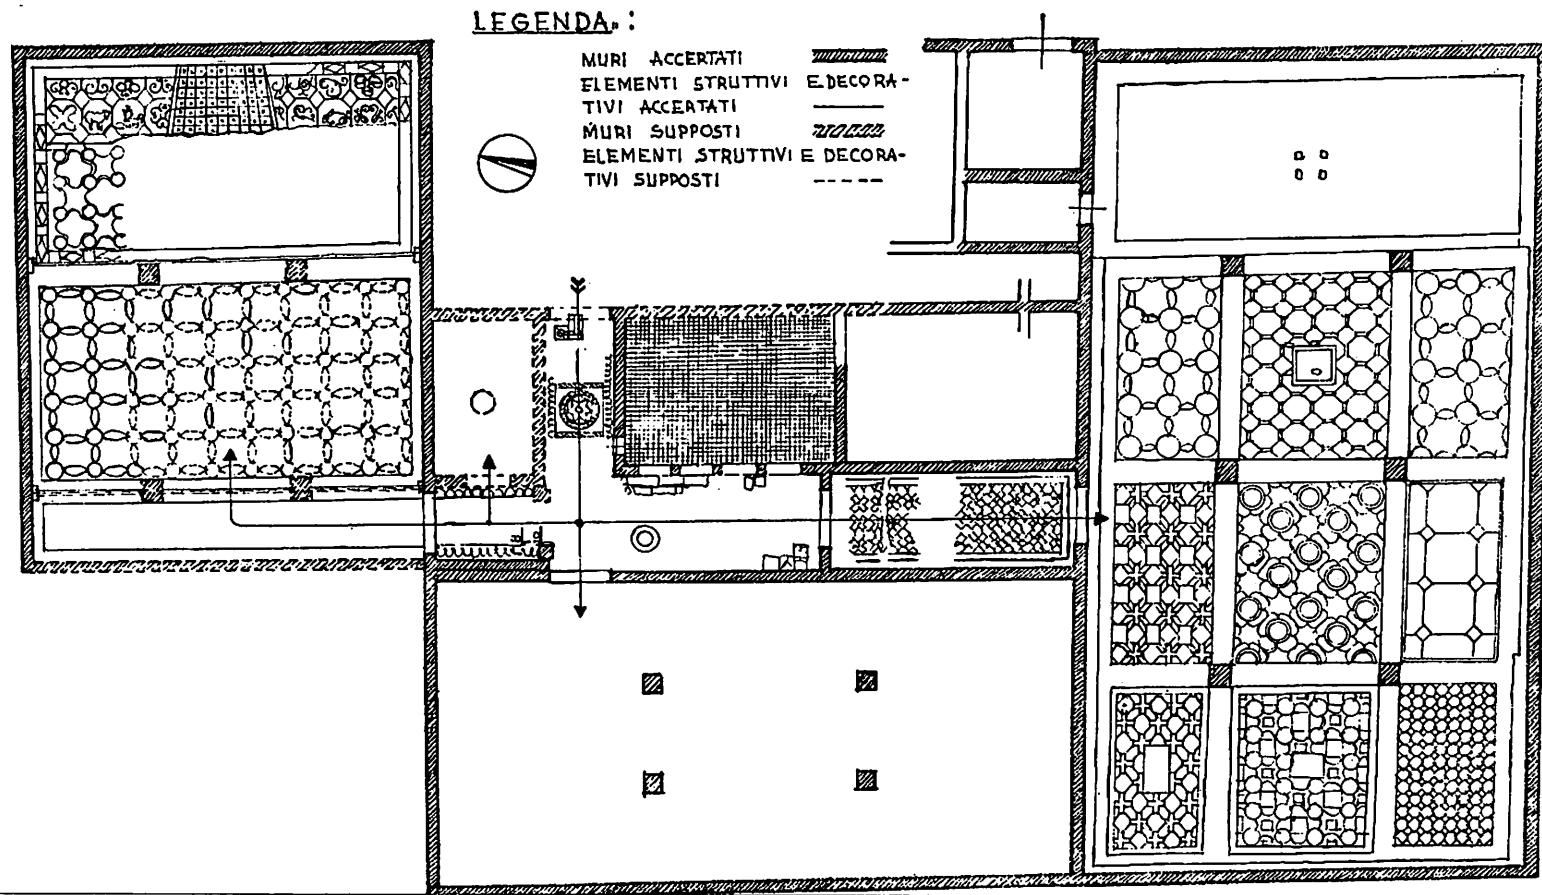 LEGENDA:
MURI ACCERTATI
ELEMENTI STRUTTIVI E DECORA-
TIVI ACCERTATI
MURI SUPPOSTI
ELEMENTI STRUTTIVI E DECORA-
TIVI SUPPOSTI